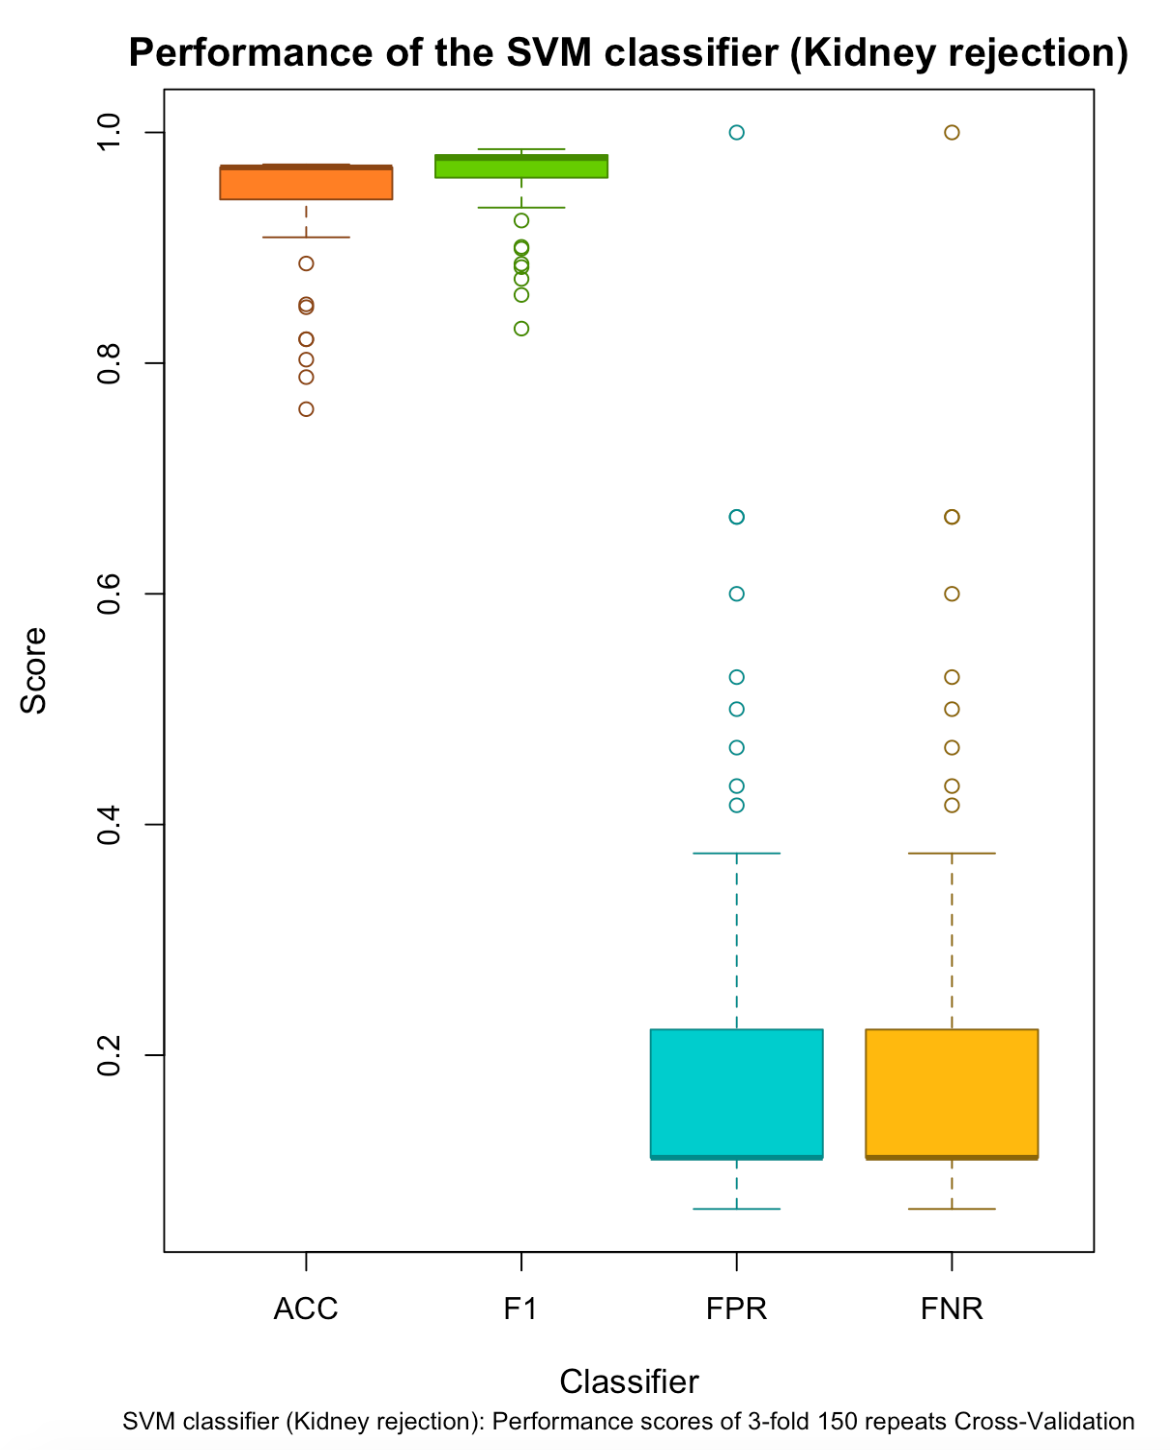 Performance of the SVM classifier (Kidney rejection)
1.0
0.8
0.6
0.4
0.2
Score
ACC F1 FPR FNR
Classifier
SVM classifier (Kidney rejection): Performance scores of 3-fold 150 repeats Cross-Validation